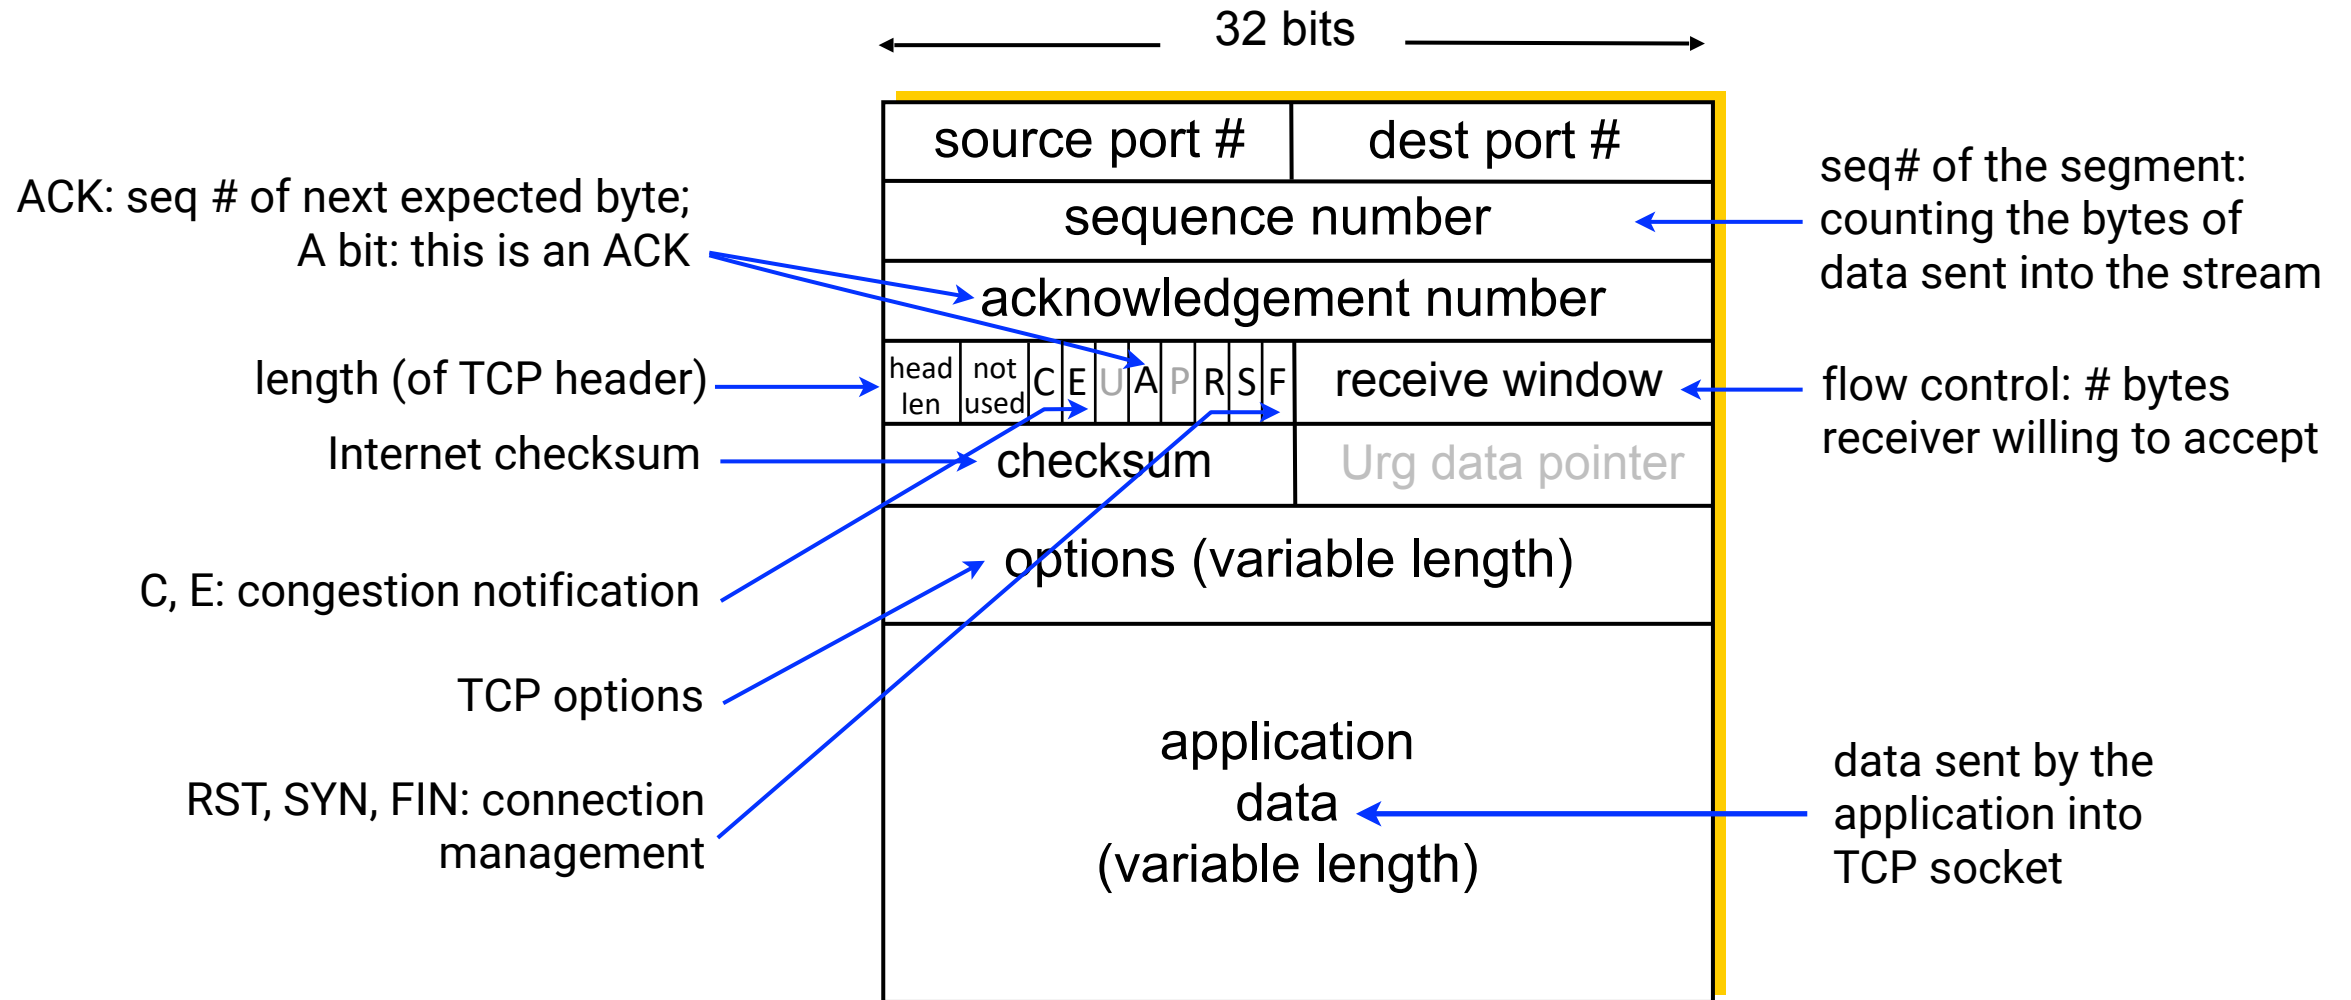 32 bits
source port #
dest port #
ACK: seq # of next expected byte;
A bit: this is an ACK
sequence number
seq# of the segment:
counting the bytes of
data sent into the stream
acknowledgement number
length (of TCP header)
head
len
not
used
C
E
U
A
P
R
S
F
receive window
flow control: # bytes
receiver willing to accept
Internet checksum
checksum
Urg data pointer
C, E: congestion notification
options (variable length)
TCP options
RST, SYN, FIN: connection
management
application
data
(variable length)
data sent by the
application into
TCP socket